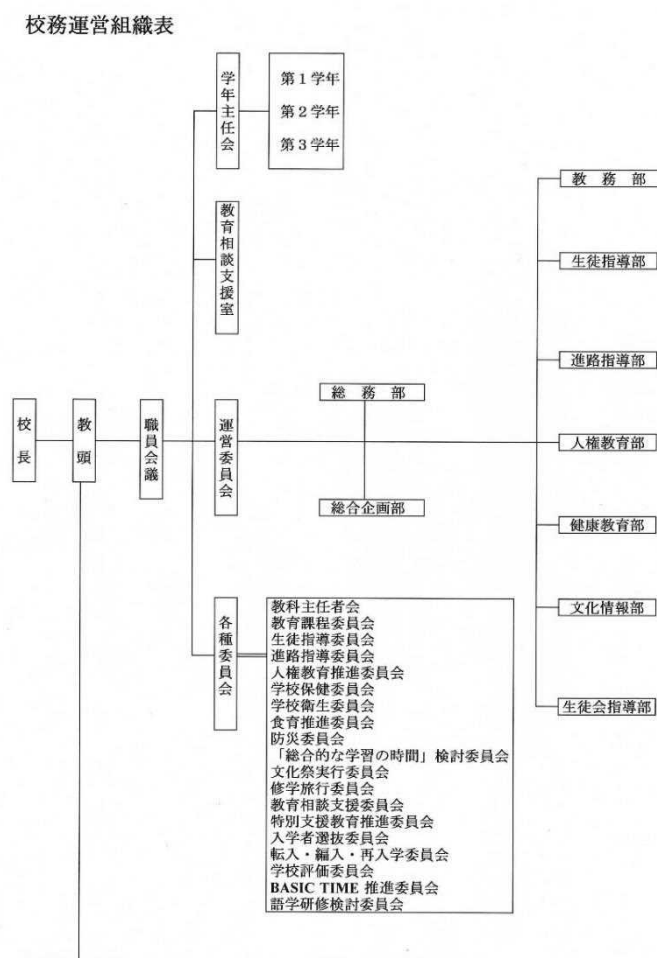 校務運営組織表
学年主任会
第１学年
第２学年
第３学年
教育相談支援室
校長
教頭
職員会議
運営委員会
総務部
総合企画部
教務部
生徒指導部
進路指導部
人権教育部
健康教育部
文化情報部
生徒会指導部
各種委員会
教科主任者会
教育課程委員会
生徒指導委員会
進路指導委員会
人権教育推進委員会
学校保健委員会
学校衛生委員会
食育推進委員会
防災委員会
「総合的な学習の時間」検討委員会
文化祭実行委員会
修学旅行委員会
教育相談支援委員会
特別支援教育推進委員会
入学者選抜委員会
転入・編入・再入学委員会
学校評価委員会
BASIC TIME 推進委員会
語学研修検討委員会